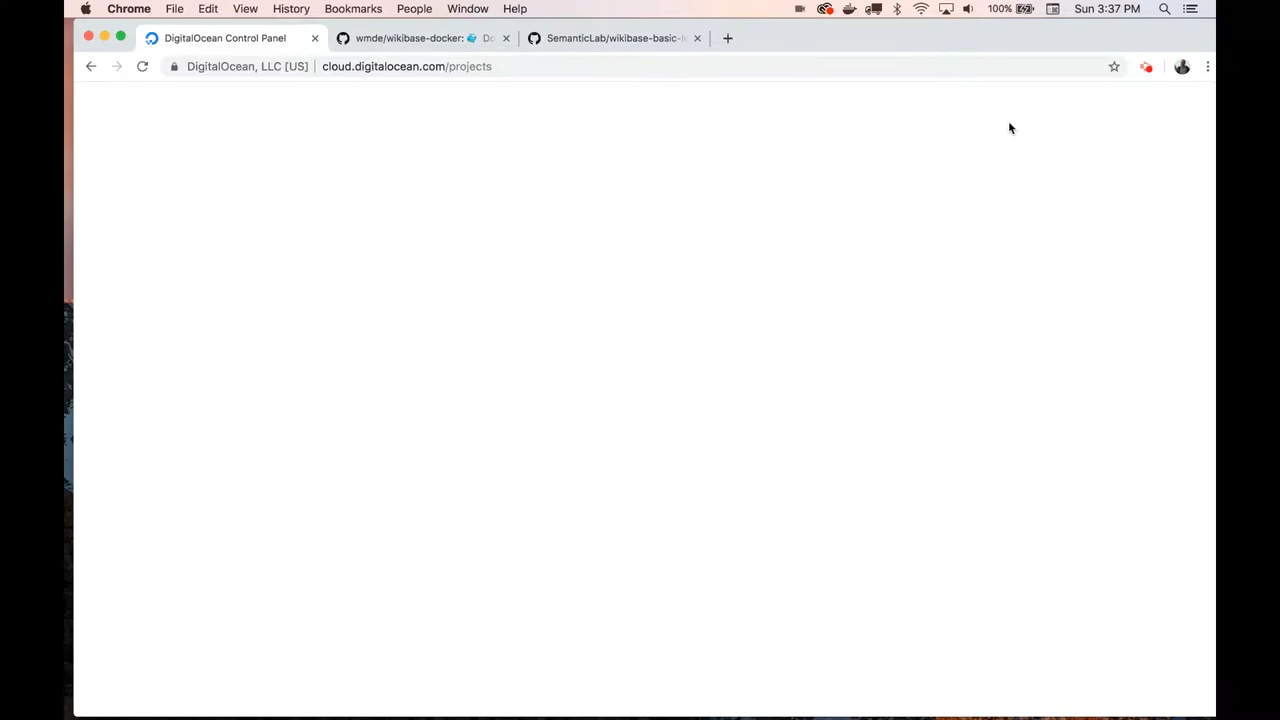 Chrome File Edit View History Bookmarks People Window Help 100% Sun 3:37 PM
DigitalOcean Control Panel wmde/wikibase-docker: Do SemanticLab/wikibase-basic-l
DigitalOcean, LLC [US] cloud.digitalocean.com/projects